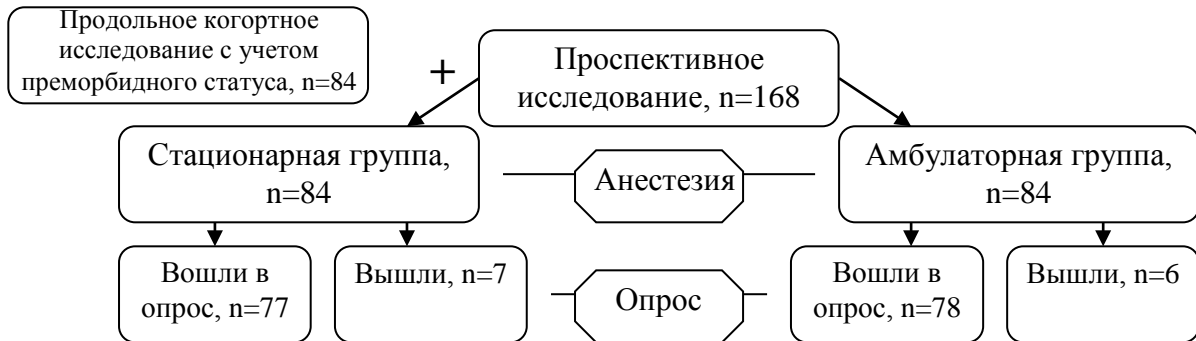 Продольное когортное
исследование с учетом
преморбидного статуса, n=84
+
Проспективное
исследование, n=168
Стационарная группа,
n=84
Анестезия
Амбулаторная группа,
n=84
Вошли в
опрос, n=77
Вышли, n=7
Опрос
Вошли в
опрос, n=78
Вышли, n=6